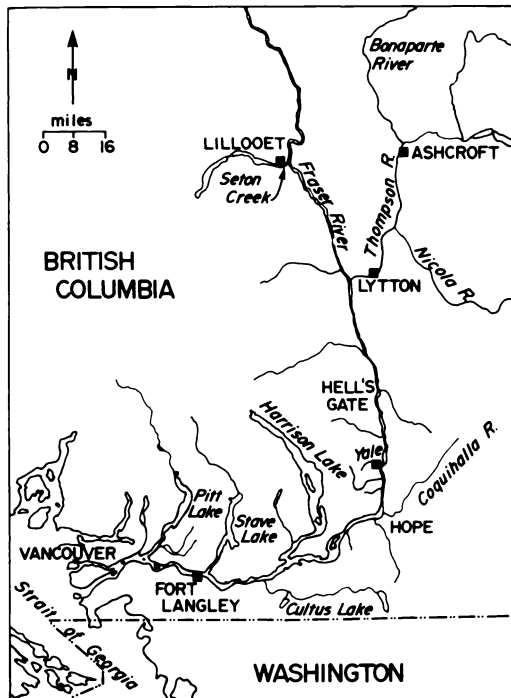 Bonaparte
River
N
miles
0 8 16
LILLOOET
ASHCROFT
Seton
Creek
Fraser River
Thompson R.
BRITISH
COLUMBIA
LYTTON
Nicola R.
HELL'S
GATE
Harrison Lake
Yale
Coquihalla R.
Pitt
Lake
Stave
Lake
HOPE
VANCOUVER
FORT
LANGLEY
Cultus Lake
Strait of Georgia
WASHINGTON